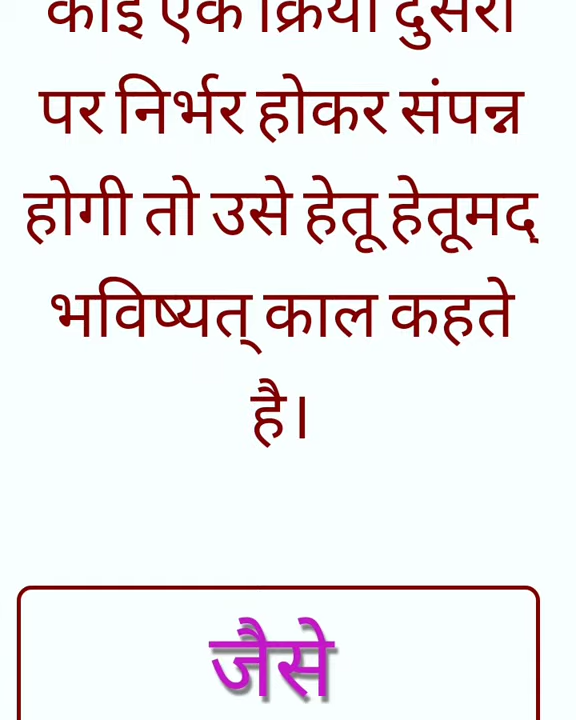 कोई एक क्रिया दुसरी
पर निर्भर होकर संपन्न
होगी तो उसे हेतू हेतूमद्
भविष्यत् काल कहते
है।
जैसे